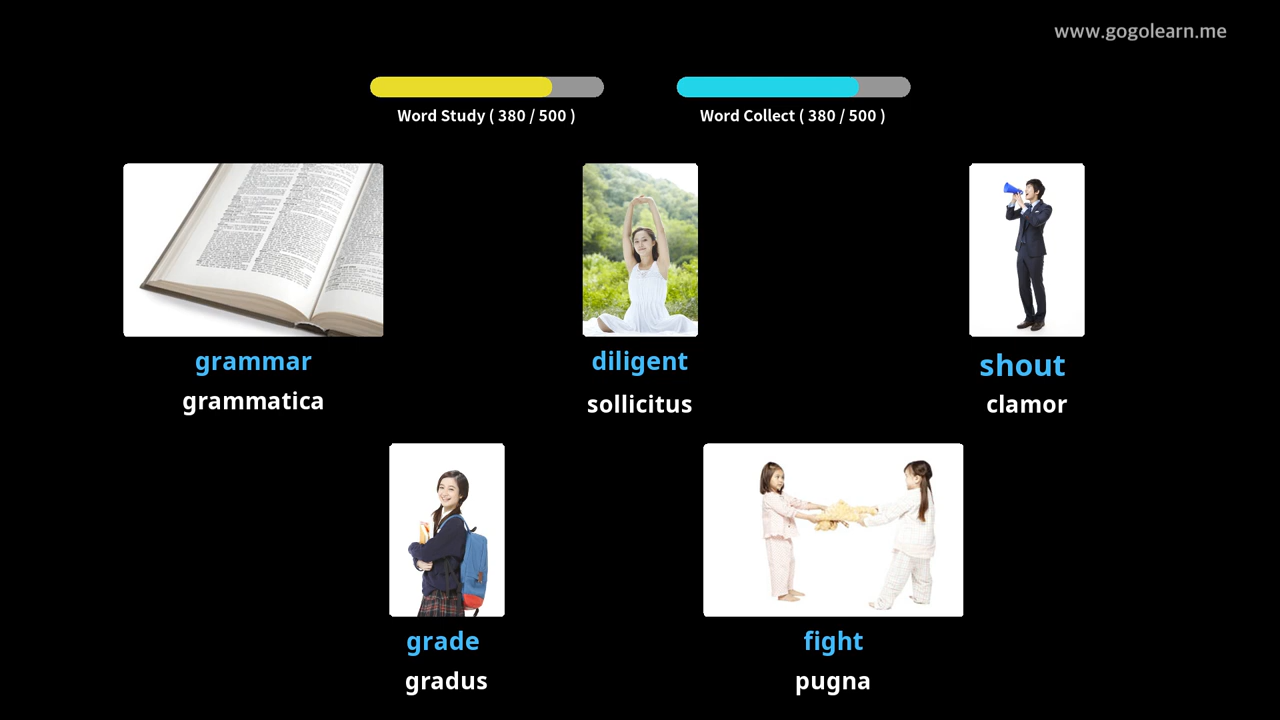 www.gogolearn.me
Word Study ( 380 / 500 )
Word Collect ( 380 / 500 )
grammar
grammatica
diligent
sollicitus
shout
clamor
grade
gradus
fight
pugna